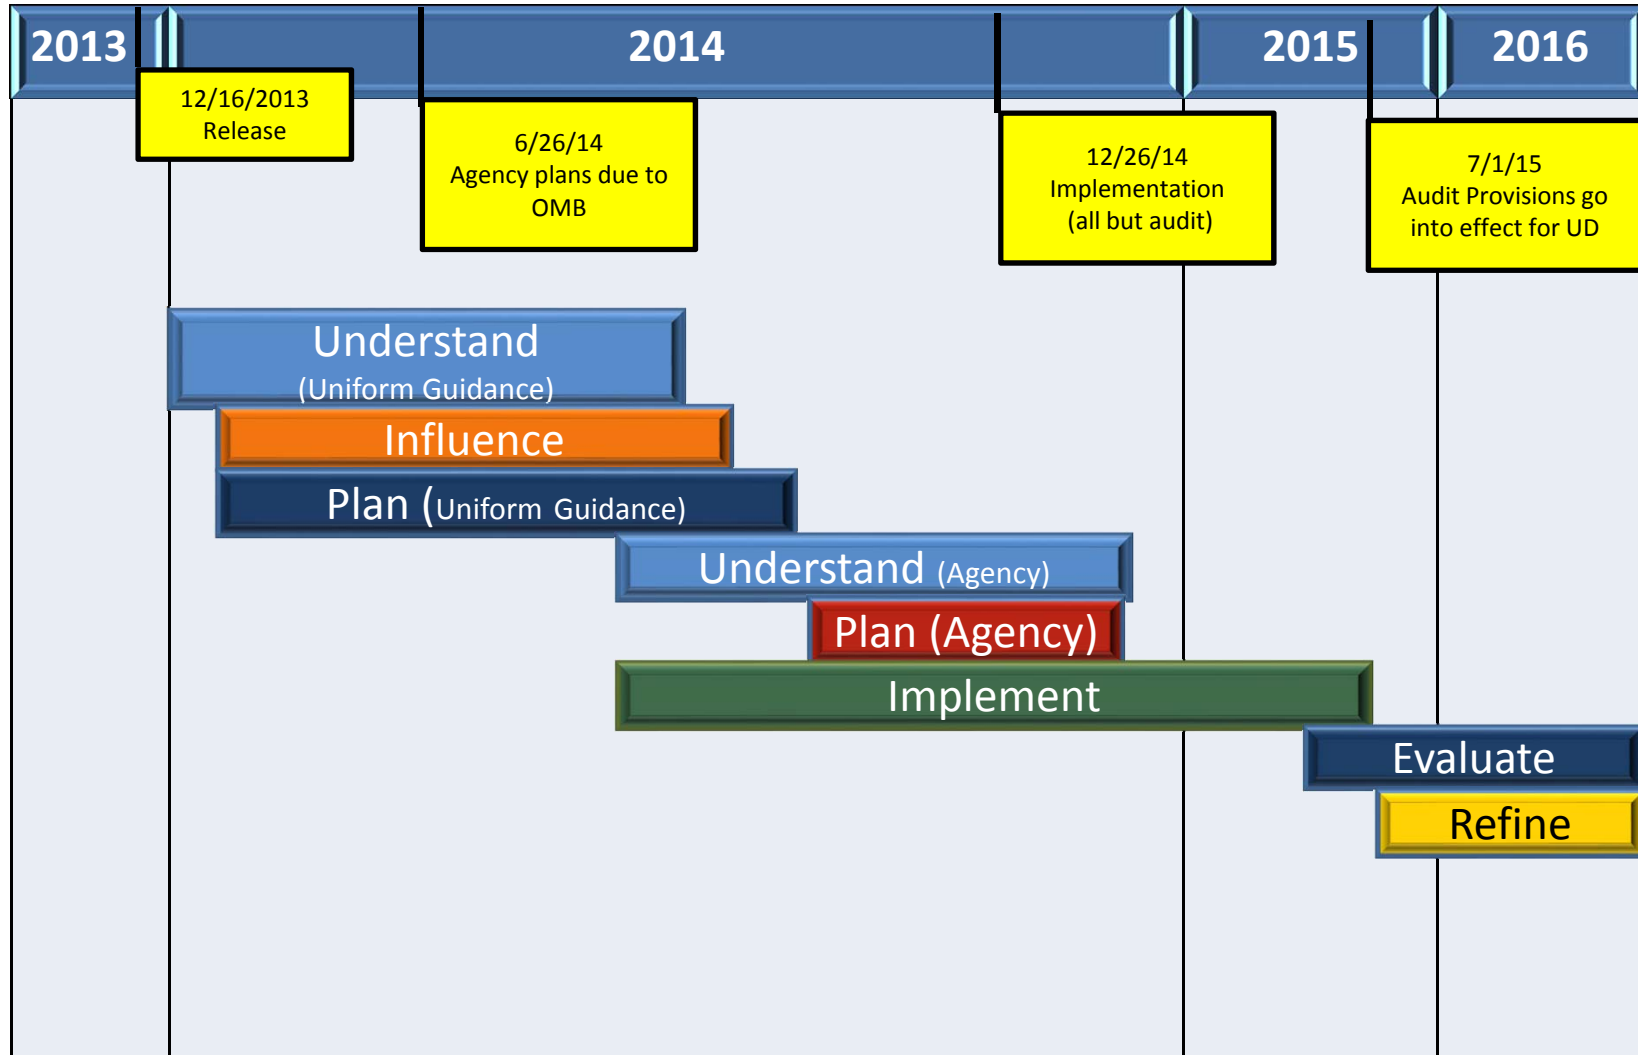 2013
2014
2015
2016
12/16/2013
Release
6/26/14
Agency plans due to
OMB
12/26/14
Implementation
(all but audit)
7/1/15
Audit Provisions go
into effect for UD
Understand
(Uniform Guidance)
Influence
Plan (Uniform Guidance)
Understand (Agency)
Plan (Agency)
Implement
Evaluate
Refine